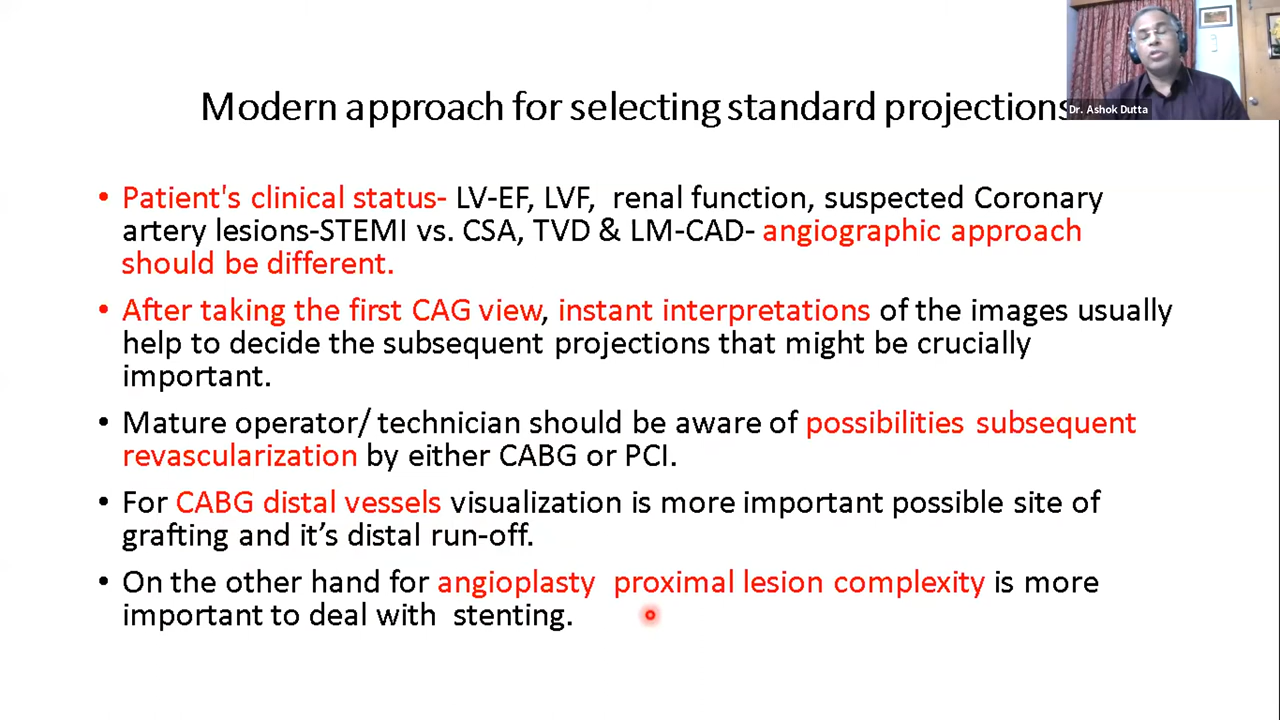 Modern approach for selecting standard projections
Dr. Ashok Dutta
• Patient's clinical status- LV-EF, LVF, renal function, suspected Coronary
artery lesions-STEMI vs. CSA, TVD & LM-CAD- angiographic approach
should be different.
• After taking the first CAG view, instant interpretations of the images usually
help to decide the subsequent projections that might be crucially
important.
• Mature operator/ technician should be aware of possibilities subsequent
revascularization by either CABG or PCI.
• For CABG distal vessels visualization is more important possible site of
grafting and it's distal run-off.
• On the other hand for angioplasty proximal lesion complexity is more
important to deal with stenting.